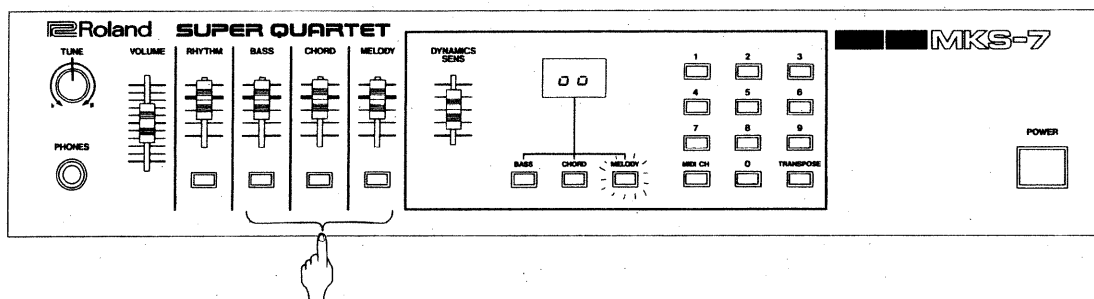 Roland SUPER QUARTET MKS-7
TUNE VOLUME RHYTHM BASS CHORD MELODY DYNAMICS SENS
A B
00
1 2 3
4 5 6
PHONES
7 8 9
POWER
BASS CHORD MELODY MIDI CH 0 TRANSPOSE